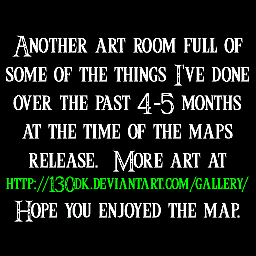 Another art room full of
some of the things I've done
over the past 4-5 months
at the time of the maps
release. More art at
http://130dk.deviantart.com/gallery/
Hope you enjoyed the map.